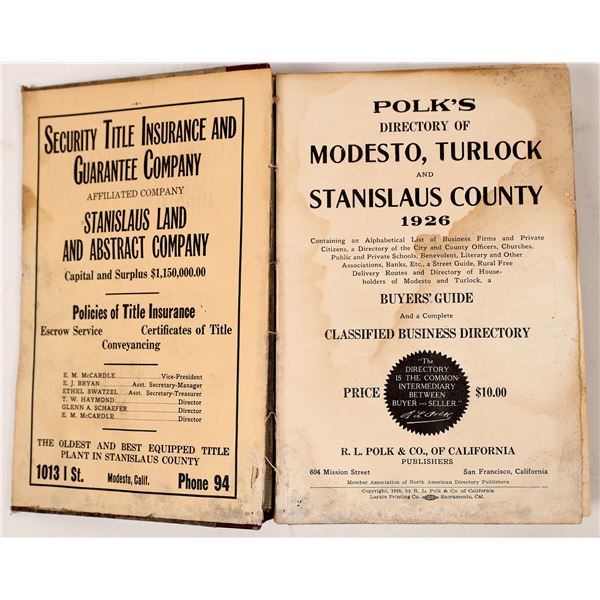 SECURITY TITLE INSURANCE AND
GUARANTEE COMPANY
AFFILIATED COMPANY
STANISLAUS LAND
AND ABSTRACT COMPANY
Capital and Surplus $1,150,000.00
Policies of Title Insurance
Escrow Service Certificates of Title
Conveyancing
E. M. McCARDLE Vice-President
E. J. BRYAN Asst. Secretary-Manager
ETHEL SWATZEL Asst. Secretary-Treasurer
T. W. HAYMOND Director
GLENN A. SCHAEFER Director
E. M. McCARDLE Director
THE OLDEST AND BEST EQUIPPED TITLE
PLANT IN STANISLAUS COUNTY
1013 I St. Modesto, Calif. Phone 94
POLK'S
DIRECTORY OF
MODESTO, TURLOCK
AND
STANISLAUS COUNTY
1926
Containing an Alphabetical List of Business Firms and Private
Citizens, a Directory of the City and County Officers, Churches,
Public and Private Schools, Benevolent, Literary and Other
Associations, Banks, Etc., a Street Guide, Rural Free
Delivery Routes and Directory of House-
holders of Modesto and Turlock, a
BUYERS' GUIDE
And a Complete
CLASSIFIED BUSINESS DIRECTORY
PRICE $10.00
"The
DIRECTORY
IS THE COMMON
INTERMEDIARY
BETWEEN
BUYER AND SELLER."
R. L. Polk
R. L. POLK & CO., OF CALIFORNIA
PUBLISHERS
604 Mission Street San Francisco, California
Member Association of North American Directory Publishers
Copyright, 1926, by R. L. Polk & Co. of California
Larkin Printing Co. Sacramento, Cal.